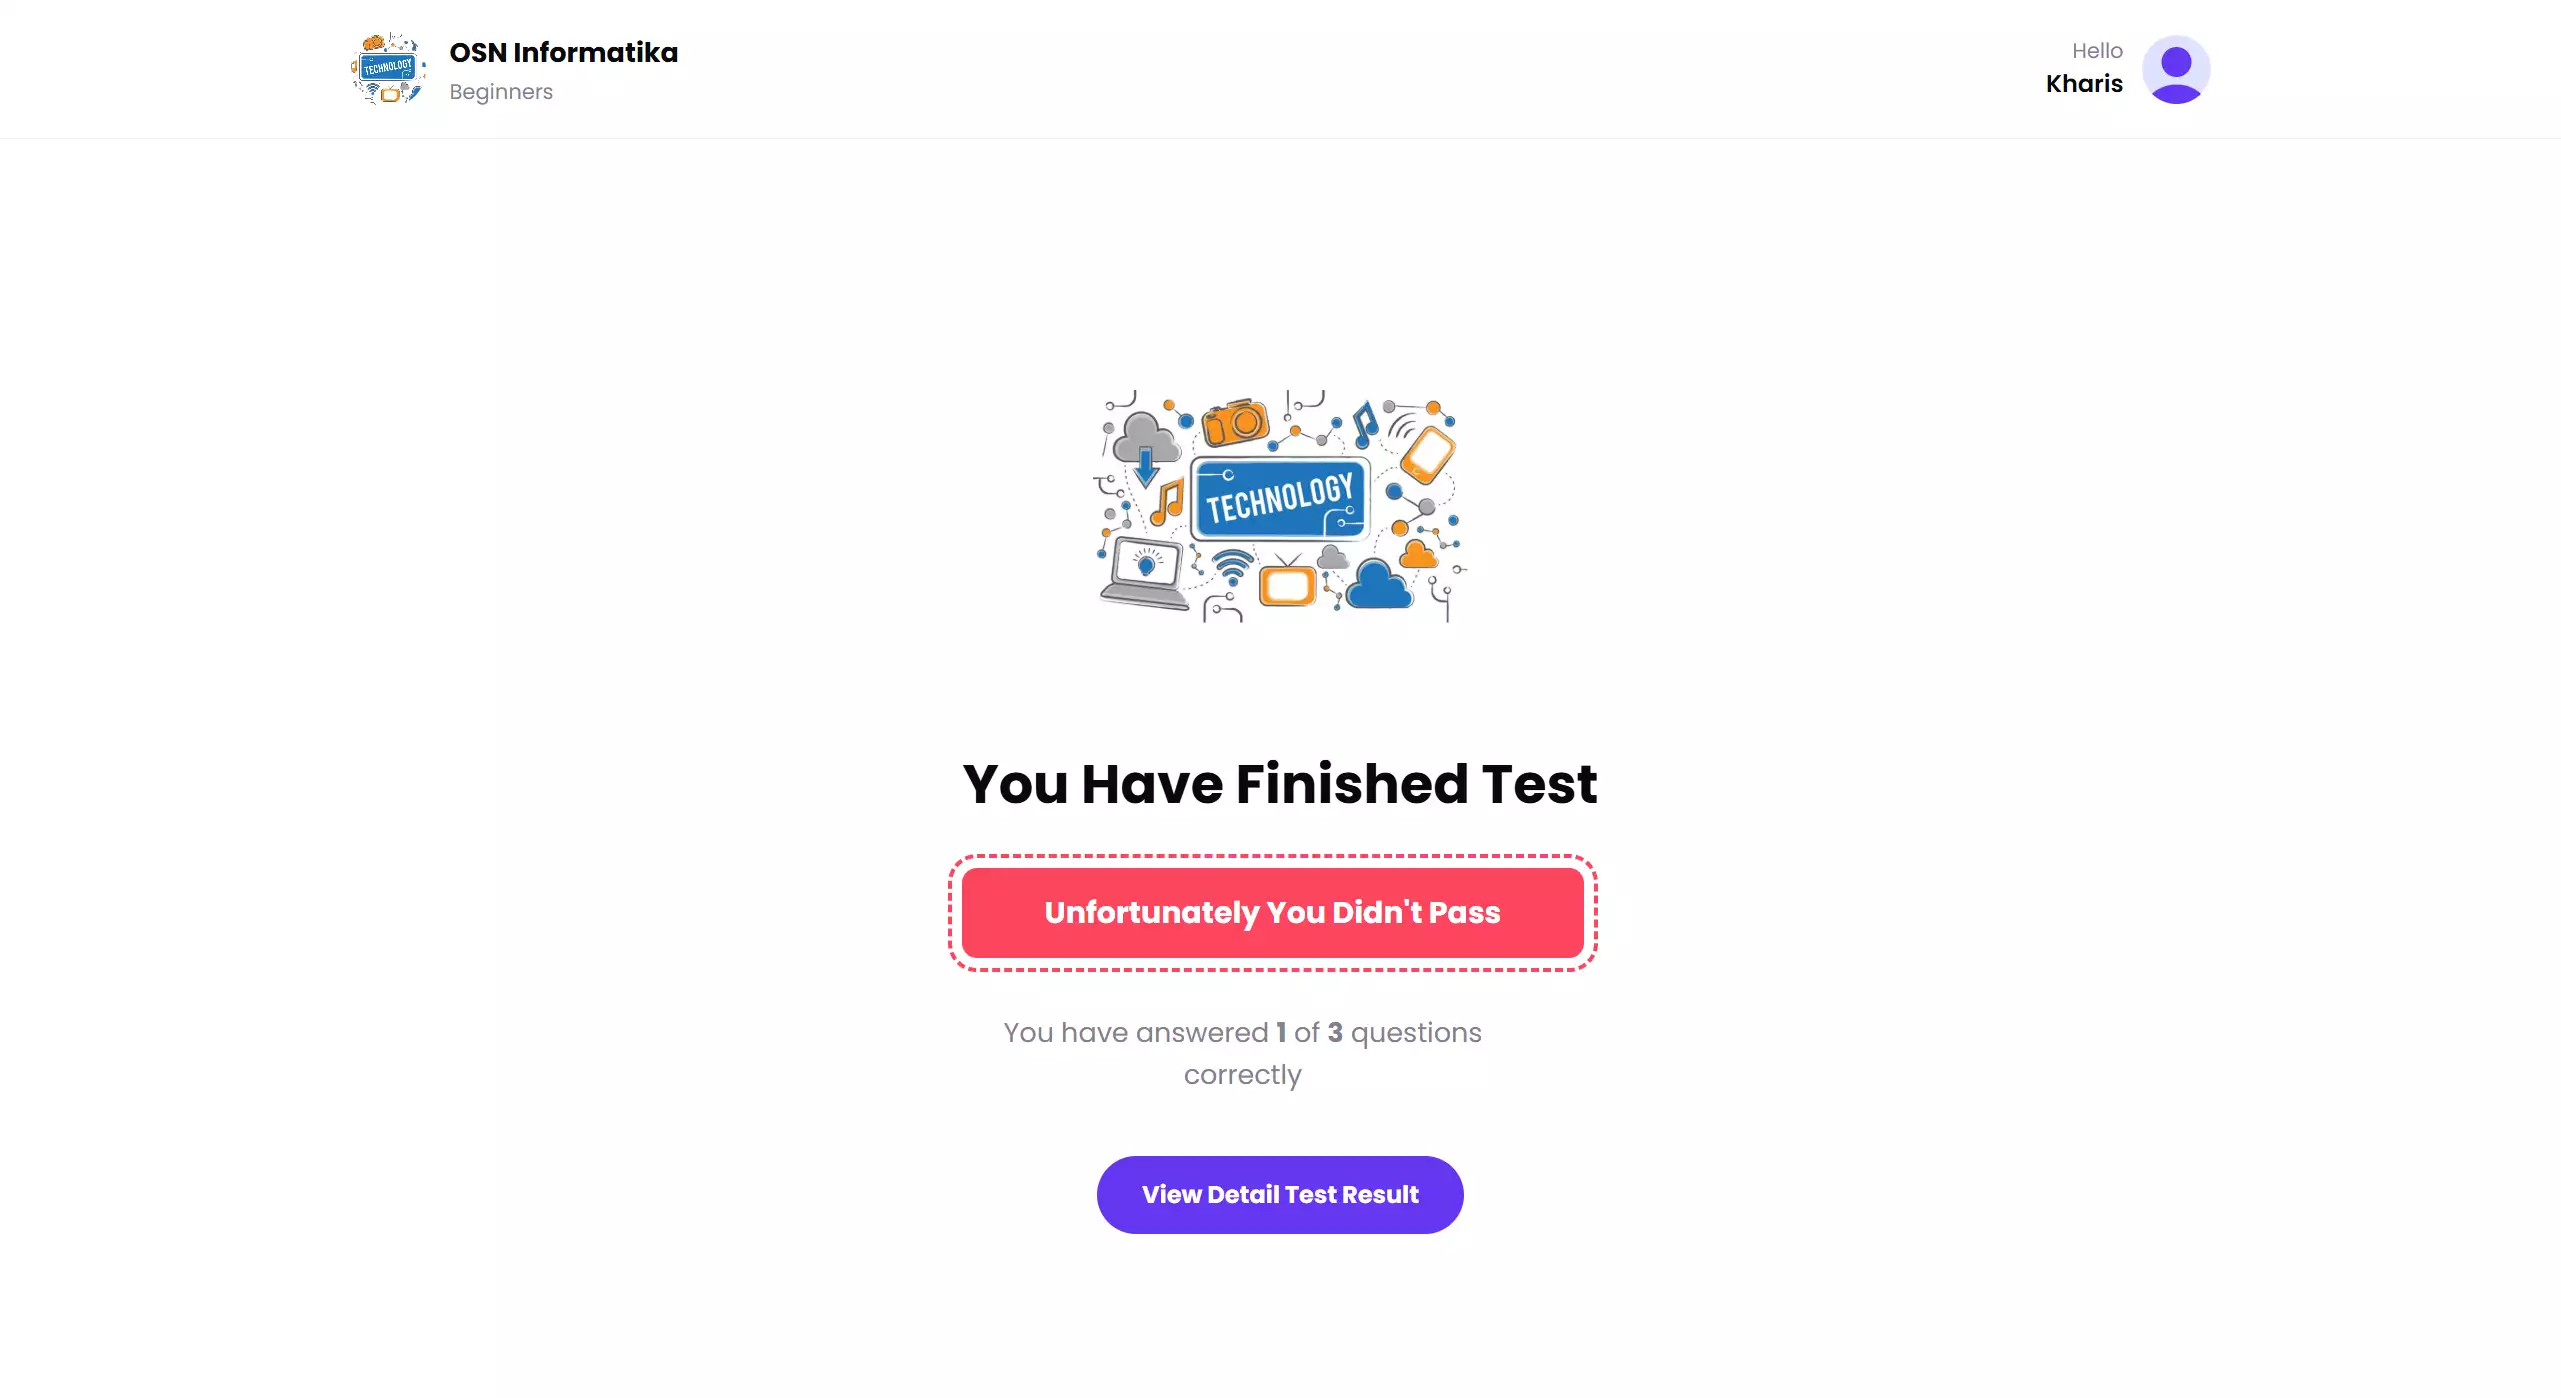 TECHNOLOGY
OSN Informatika
Beginners
Hello
Kharis
TECHNOLOGY
You Have Finished Test
Unfortunately You Didn't Pass
You have answered 1 of 3 questions
correctly
View Detail Test Result